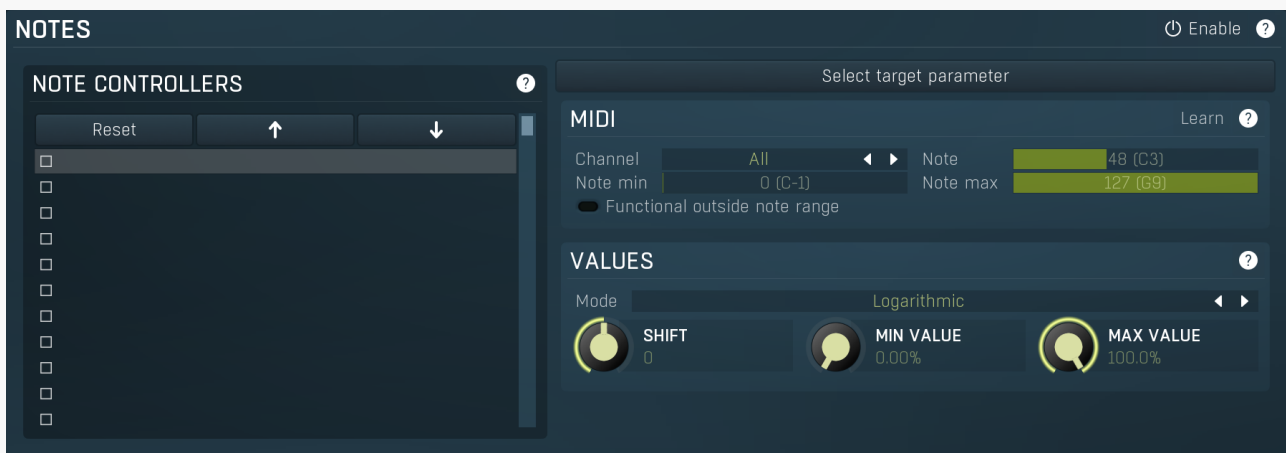 NOTES
Enable ?
NOTE CONTROLLERS ?
Reset
Select target parameter
MIDI
Learn ?
Channel All Note 48 (C3)
Note min 0 (C-1) Note max 127 (G9)
Functional outside note range
VALUES ?
Mode Logarithmic
SHIFT
0
MIN VALUE
0.00%
MAX VALUE
100.0%